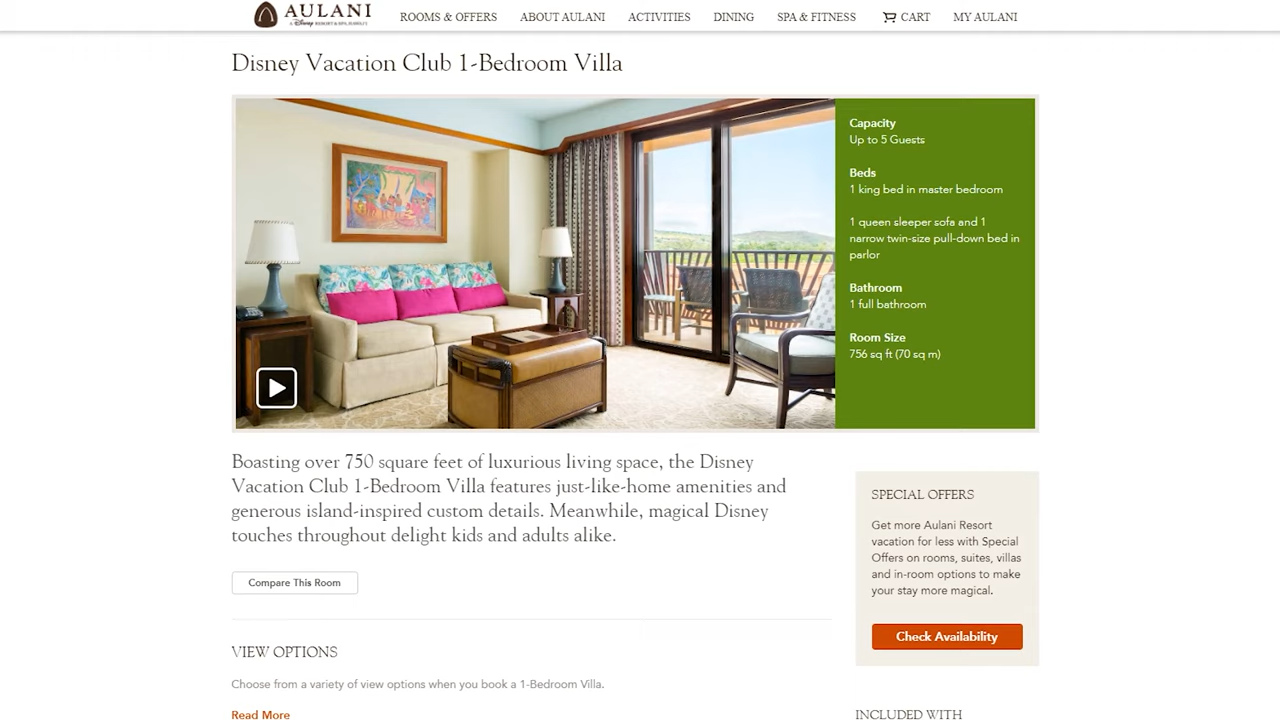 AULANI
A Disney RESORT & SPA, HAWAI'I
ROOMS & OFFERS
ABOUT AULANI
ACTIVITIES
DINING
SPA & FITNESS
CART
MY AULANI
Disney Vacation Club 1-Bedroom Villa
Capacity
Up to 5 Guests
Beds
1 king bed in master bedroom
1 queen sleeper sofa and 1
narrow twin-size pull-down bed in
parlor
Bathroom
1 full bathroom
Room Size
756 sq ft (70 sq m)
Boasting over 750 square feet of luxurious living space, the Disney
Vacation Club 1-Bedroom Villa features just-like-home amenities and
generous island-inspired custom details. Meanwhile, magical Disney
touches throughout delight kids and adults alike.
Compare This Room
VIEW OPTIONS
Choose from a variety of view options when you book a 1-Bedroom Villa.
Read More
SPECIAL OFFERS
Get more Aulani Resort
vacation for less with Special
Offers on rooms, suites, villas
and in-room options to make
your stay more magical.
Check Availability
INCLUDED WITH